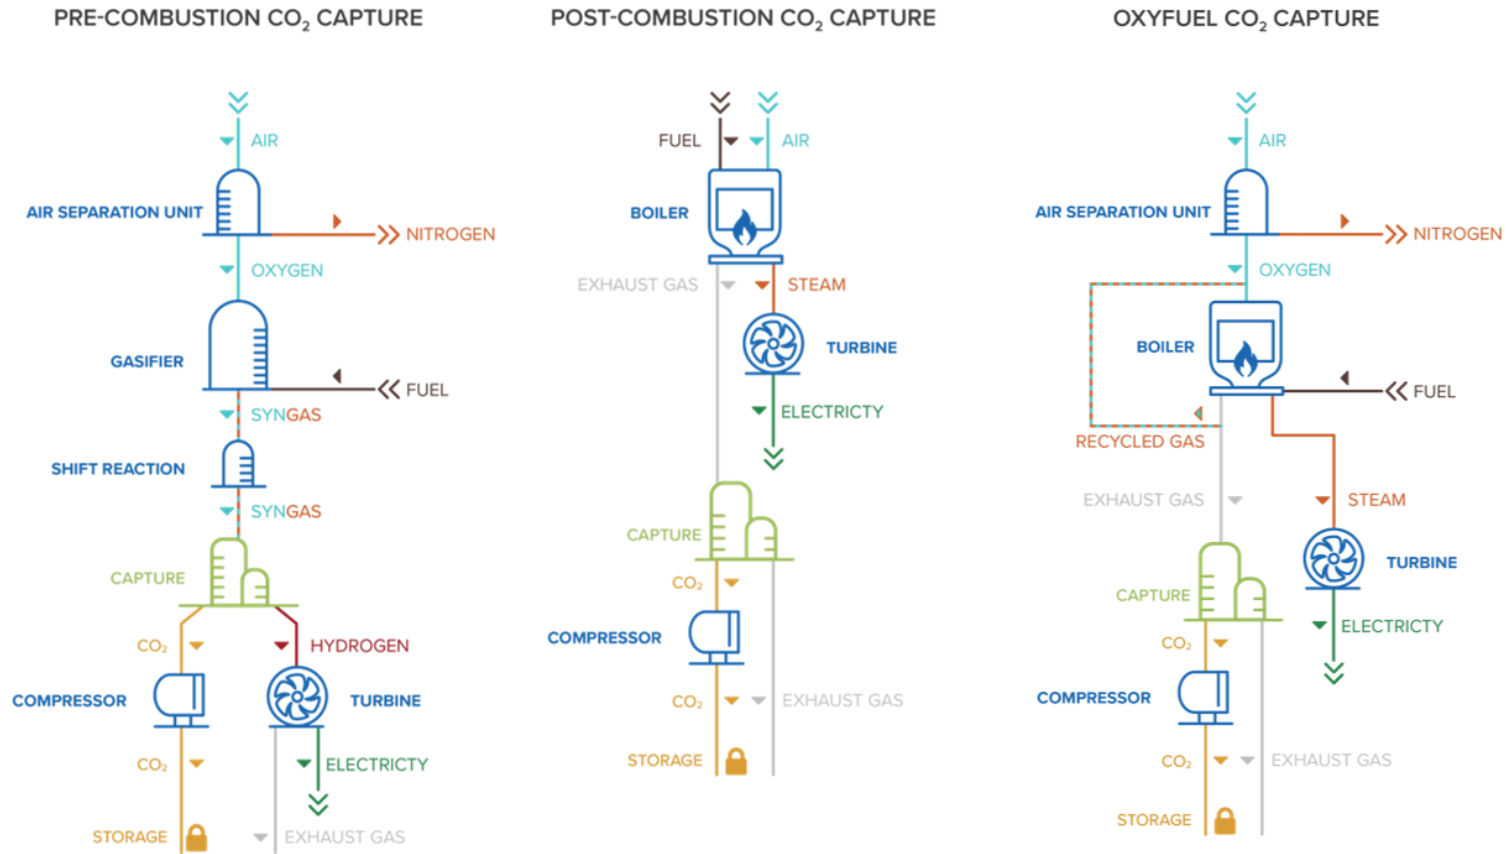 PRE-COMBUSTION CO₂ CAPTURE
AIR
AIR SEPARATION UNIT
NITROGEN
OXYGEN
GASIFIER
FUEL
SYNGAS
SHIFT REACTION
SYNGAS
CAPTURE
CO₂
HYDROGEN
COMPRESSOR
TURBINE
CO₂
ELECTRICTY
STORAGE
EXHAUST GAS
POST-COMBUSTION CO₂ CAPTURE
FUEL
AIR
BOILER
EXHAUST GAS
STEAM
TURBINE
ELECTRICTY
CAPTURE
CO₂
COMPRESSOR
CO₂
EXHAUST GAS
STORAGE
OXYFUEL CO₂ CAPTURE
AIR
AIR SEPARATION UNIT
NITROGEN
OXYGEN
BOILER
FUEL
RECYCLED GAS
EXHAUST GAS
STEAM
TURBINE
CAPTURE
ELECTRICTY
CO₂
COMPRESSOR
CO₂
EXHAUST GAS
STORAGE